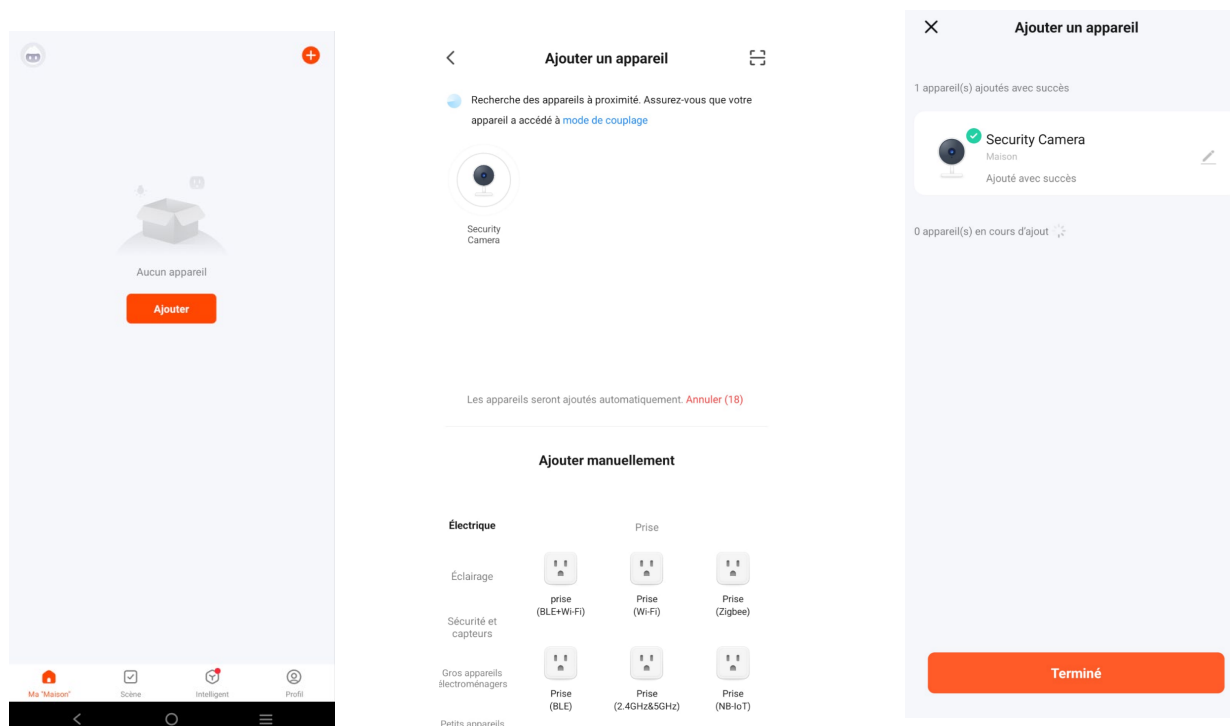 Aucun appareil
Ajouter
Ma "Maison"
Scène
Intelligent
Profil
Ajouter un appareil
Recherche des appareils à proximité. Assurez-vous que votre
appareil a accédé à mode de couplage
Security
Camera
Les appareils seront ajoutés automatiquement. Annuler (18)
Ajouter manuellement
Électrique
Prise
Éclairage
Sécurité et
capteurs
Gros appareils
électroménagers
Petits appareils
prise
(BLE+Wi-Fi)
Prise
(Wi-Fi)
Prise
(Zigbee)
Prise
(BLE)
Prise
(2.4GHz&5GHz)
Prise
(NB-IoT)
Ajouter un appareil
1 appareil(s) ajoutés avec succès
Security Camera
Maison
Ajouté avec succès
0 appareil(s) en cours d'ajout
Terminé